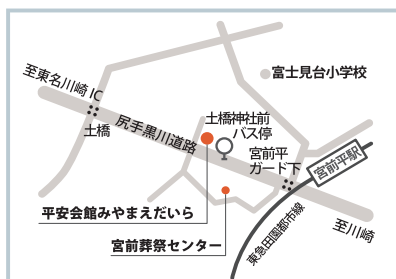 至東名川崎IC
富士見台小学校
土橋
尻手黒川道路
土橋神社前
バス停
宮前平
ガード下
宮前平駅
平安会館みやまえだいら
宮前葬祭センター
東急田園都市線
至川崎